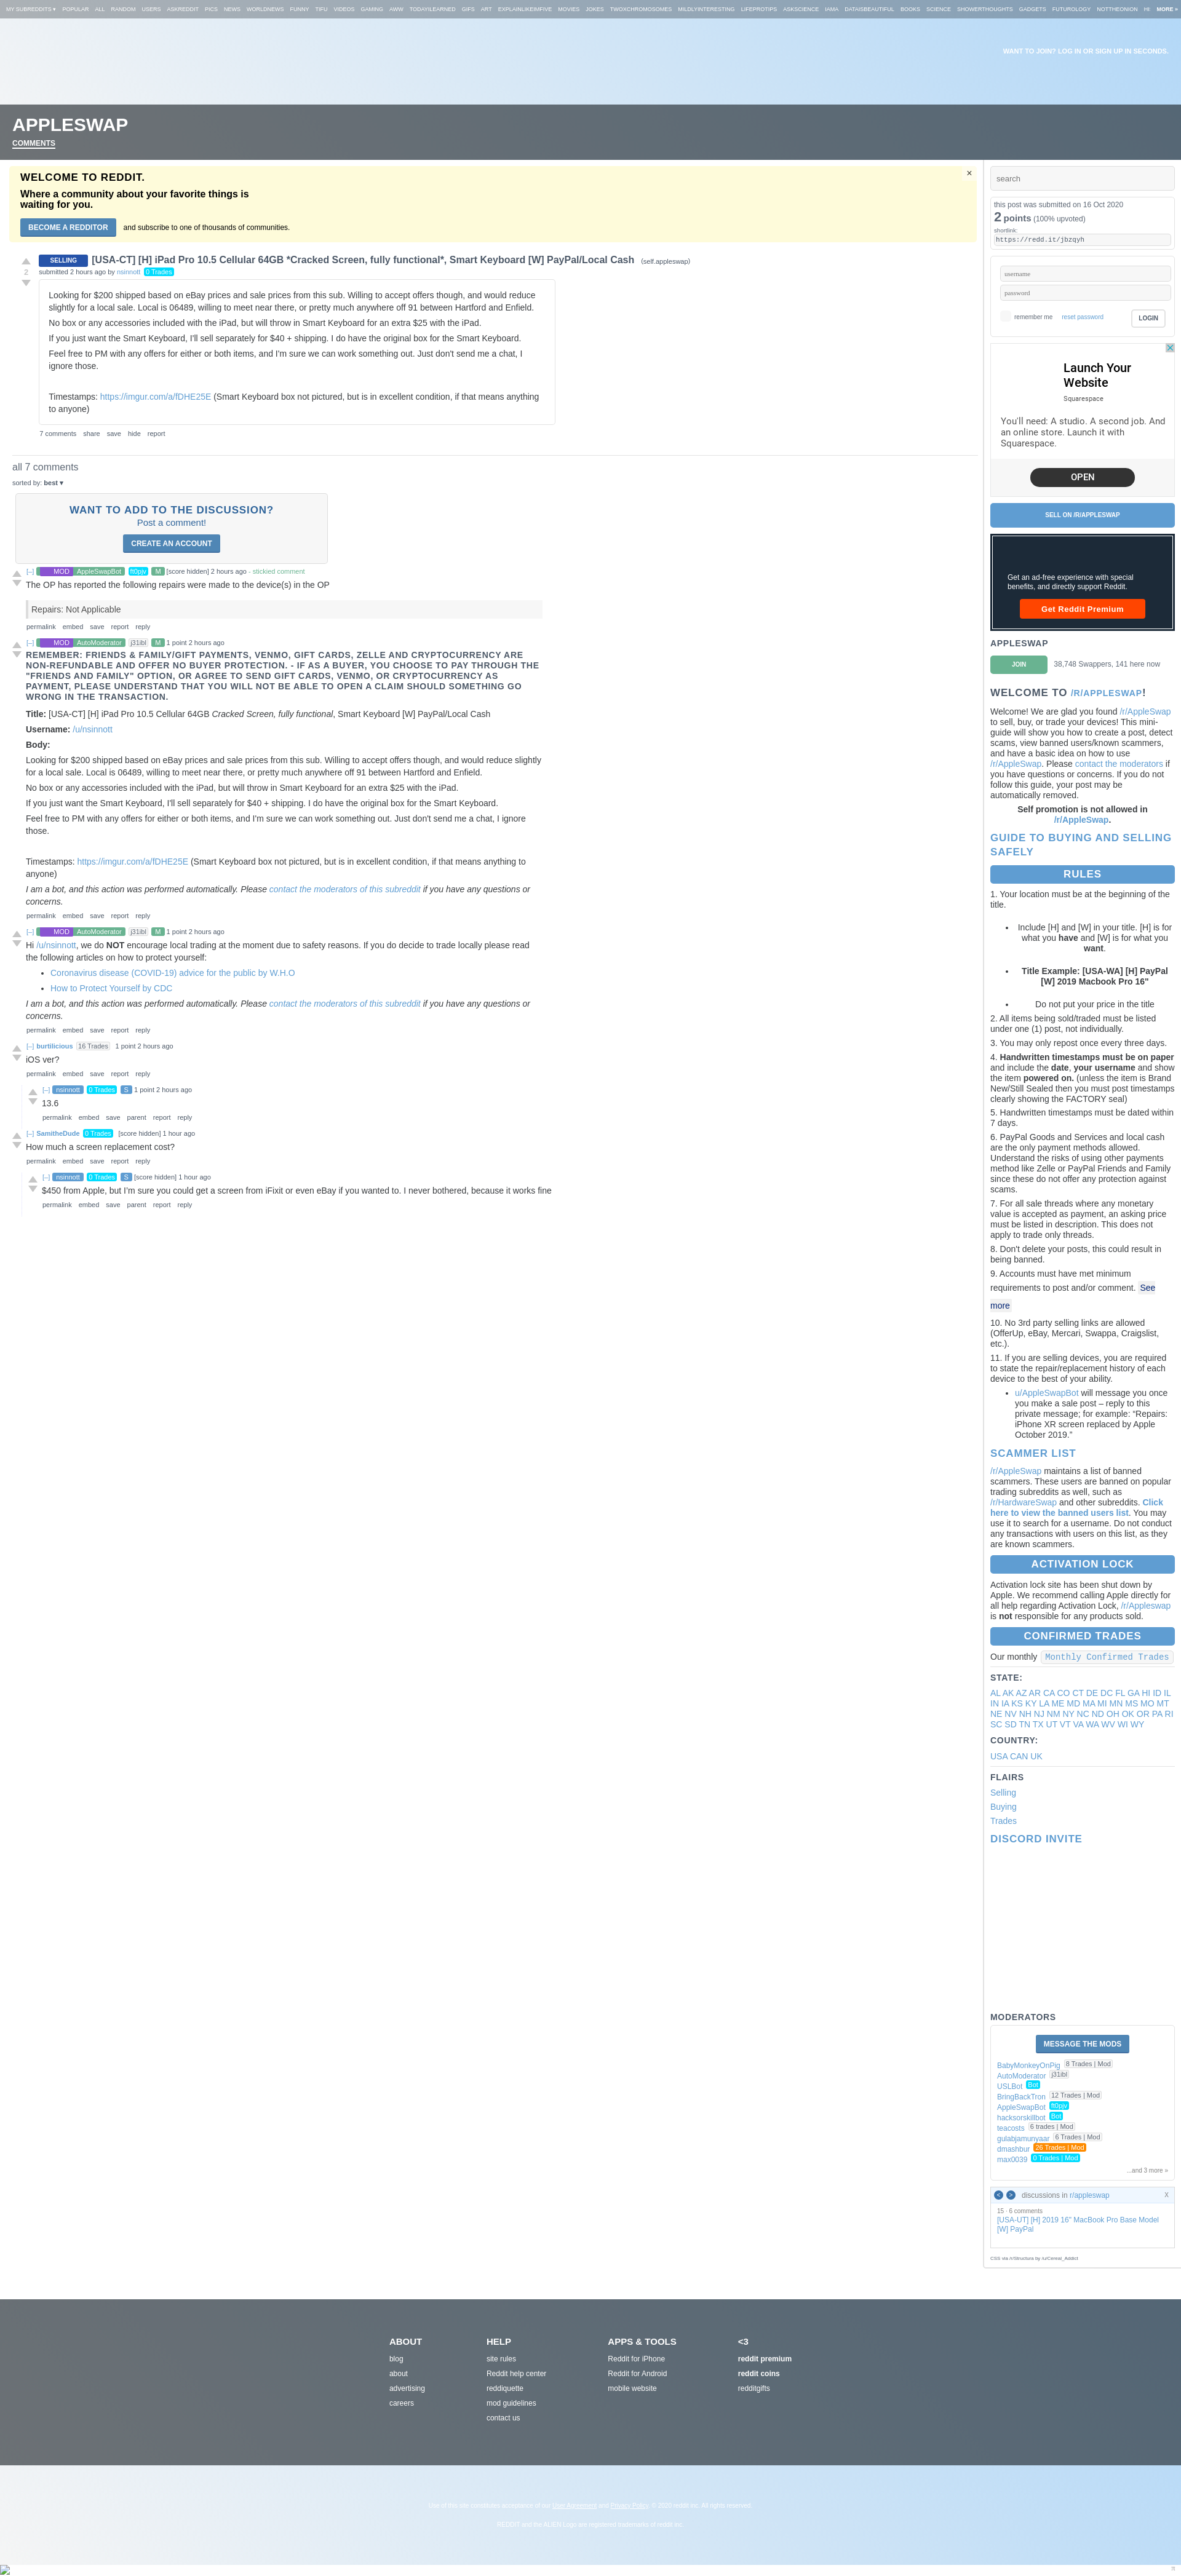 MY SUBREDDITS ▾ POPULAR ALL RANDOM USERS ASKREDDIT PICS NEWS WORLDNEWS FUNNY TIFU VIDEOS GAMING AWW TODAYILEARNED GIFS ART EXPLAINLIKEIMFIVE MOVIES JOKES TWOXCHROMOSOMES MILDLYINTERESTING LIFEPROTIPS ASKSCIENCE IAMA DATAISBEAUTIFUL BOOKS SCIENCE SHOWERTHOUGHTS GADGETS FUTUROLOGY NOTTHEONION HI MORE »
WANT TO JOIN? LOG IN OR SIGN UP IN SECONDS.
APPLESWAP
COMMENTS
WELCOME TO REDDIT.
Where a community about your favorite things is
waiting for you.
BECOME A REDDITOR and subscribe to one of thousands of communities.
×
2
SELLING [USA-CT] [H] iPad Pro 10.5 Cellular 64GB *Cracked Screen, fully functional*, Smart Keyboard [W] PayPal/Local Cash (self.appleswap)
submitted 2 hours ago by nsinnott 0 Trades
Looking for $200 shipped based on eBay prices and sale prices from this sub. Willing to accept offers though, and would reduce
slightly for a local sale. Local is 06489, willing to meet near there, or pretty much anywhere off 91 between Hartford and Enfield.
No box or any accessories included with the iPad, but will throw in Smart Keyboard for an extra $25 with the iPad.
If you just want the Smart Keyboard, I'll sell separately for $40 + shipping. I do have the original box for the Smart Keyboard.
Feel free to PM with any offers for either or both items, and I'm sure we can work something out. Just don't send me a chat, I
ignore those.
Timestamps: https://imgur.com/a/fDHE25E (Smart Keyboard box not pictured, but is in excellent condition, if that means anything
to anyone)
7 comments share save hide report
all 7 comments
sorted by: best ▾
WANT TO ADD TO THE DISCUSSION?
Post a comment!
CREATE AN ACCOUNT
[–] MOD AppleSwapBot ft0pjv M [score hidden] 2 hours ago - stickied comment
The OP has reported the following repairs were made to the device(s) in the OP
Repairs: Not Applicable
permalink embed save report reply
[–] MOD AutoModerator j31ibl M 1 point 2 hours ago
REMEMBER: FRIENDS & FAMILY/GIFT PAYMENTS, VENMO, GIFT CARDS, ZELLE AND CRYPTOCURRENCY ARE
NON-REFUNDABLE AND OFFER NO BUYER PROTECTION. - IF AS A BUYER, YOU CHOOSE TO PAY THROUGH THE
"FRIENDS AND FAMILY" OPTION, OR AGREE TO SEND GIFT CARDS, VENMO, OR CRYPTOCURRENCY AS
PAYMENT, PLEASE UNDERSTAND THAT YOU WILL NOT BE ABLE TO OPEN A CLAIM SHOULD SOMETHING GO
WRONG IN THE TRANSACTION.
Title: [USA-CT] [H] iPad Pro 10.5 Cellular 64GB Cracked Screen, fully functional, Smart Keyboard [W] PayPal/Local Cash
Username: /u/nsinnott
Body:
Looking for $200 shipped based on eBay prices and sale prices from this sub. Willing to accept offers though, and would reduce slightly
for a local sale. Local is 06489, willing to meet near there, or pretty much anywhere off 91 between Hartford and Enfield.
No box or any accessories included with the iPad, but will throw in Smart Keyboard for an extra $25 with the iPad.
If you just want the Smart Keyboard, I'll sell separately for $40 + shipping. I do have the original box for the Smart Keyboard.
Feel free to PM with any offers for either or both items, and I'm sure we can work something out. Just don't send me a chat, I ignore
those.
Timestamps: https://imgur.com/a/fDHE25E (Smart Keyboard box not pictured, but is in excellent condition, if that means anything to
anyone)
I am a bot, and this action was performed automatically. Please contact the moderators of this subreddit if you have any questions or
concerns.
permalink embed save report reply
[–] MOD AutoModerator j31ibl M 1 point 2 hours ago
Hi /u/nsinnott, we do NOT encourage local trading at the moment due to safety reasons. If you do decide to trade locally please read
the following articles on how to protect yourself:
• Coronavirus disease (COVID-19) advice for the public by W.H.O
• How to Protect Yourself by CDC
I am a bot, and this action was performed automatically. Please contact the moderators of this subreddit if you have any questions or
concerns.
permalink embed save report reply
[–] burtilicious 16 Trades 1 point 2 hours ago
iOS ver?
permalink embed save report reply
[–] nsinnott 0 Trades S 1 point 2 hours ago
13.6
permalink embed save parent report reply
[–] SamitheDude 0 Trades [score hidden] 1 hour ago
How much a screen replacement cost?
permalink embed save report reply
[–] nsinnott 0 Trades S [score hidden] 1 hour ago
$450 from Apple, but I'm sure you could get a screen from iFixit or even eBay if you wanted to. I never bothered, because it works fine
permalink embed save parent report reply
search
this post was submitted on 16 Oct 2020
2 points (100% upvoted)
shortlink:
https://redd.it/jbzqyh
username
password
remember me reset password LOGIN
Launch Your
Website
Squarespace
You'll need: A studio. A second job. And
an online store. Launch it with
Squarespace.
OPEN
SELL ON /R/APPLESWAP
Get an ad-free experience with special
benefits, and directly support Reddit.
Get Reddit Premium
APPLESWAP
JOIN 38,748 Swappers, 141 here now
WELCOME TO /R/APPLESWAP!
Welcome! We are glad you found /r/AppleSwap
to sell, buy, or trade your devices! This mini-
guide will show you how to create a post, detect
scams, view banned users/known scammers,
and have a basic idea on how to use
/r/AppleSwap. Please contact the moderators if
you have questions or concerns. If you do not
follow this guide, your post may be
automatically removed.
Self promotion is not allowed in
/r/AppleSwap.
GUIDE TO BUYING AND SELLING
SAFELY
RULES
1. Your location must be at the beginning of the
title.
• Include [H] and [W] in your title. [H] is for
what you have and [W] is for what you
want.
• Title Example: [USA-WA] [H] PayPal
[W] 2019 Macbook Pro 16"
• Do not put your price in the title
2. All items being sold/traded must be listed
under one (1) post, not individually.
3. You may only repost once every three days.
4. Handwritten timestamps must be on paper
and include the date, your username and show
the item powered on. (unless the item is Brand
New/Still Sealed then you must post timestamps
clearly showing the FACTORY seal)
5. Handwritten timestamps must be dated within
7 days.
6. PayPal Goods and Services and local cash
are the only payment methods allowed.
Understand the risks of using other payments
method like Zelle or PayPal Friends and Family
since these do not offer any protection against
scams.
7. For all sale threads where any monetary
value is accepted as payment, an asking price
must be listed in description. This does not
apply to trade only threads.
8. Don't delete your posts, this could result in
being banned.
9. Accounts must have met minimum
requirements to post and/or comment. See
more
10. No 3rd party selling links are allowed
(OfferUp, eBay, Mercari, Swappa, Craigslist,
etc.).
11. If you are selling devices, you are required
to state the repair/replacement history of each
device to the best of your ability.
• u/AppleSwapBot will message you once
you make a sale post – reply to this
private message; for example: “Repairs:
iPhone XR screen replaced by Apple
October 2019.”
SCAMMER LIST
/r/AppleSwap maintains a list of banned
scammers. These users are banned on popular
trading subreddits as well, such as
/r/HardwareSwap and other subreddits. Click
here to view the banned users list. You may
use it to search for a username. Do not conduct
any transactions with users on this list, as they
are known scammers.
ACTIVATION LOCK
Activation lock site has been shut down by
Apple. We recommend calling Apple directly for
all help regarding Activation Lock, /r/Appleswap
is not responsible for any products sold.
CONFIRMED TRADES
Our monthly Monthly Confirmed Trades
STATE:
AL AK AZ AR CA CO CT DE DC FL GA HI ID IL
IN IA KS KY LA ME MD MA MI MN MS MO MT
NE NV NH NJ NM NY NC ND OH OK OR PA RI
SC SD TN TX UT VT VA WA WV WI WY
COUNTRY:
USA CAN UK
FLAIRS
Selling
Buying
Trades
DISCORD INVITE
MODERATORS
MESSAGE THE MODS
BabyMonkeyOnPig 8 Trades | Mod
AutoModerator j31ibl
USLBot Bot
BringBackTron 12 Trades | Mod
AppleSwapBot ft0pjv
hacksorskillbot Bot
teacosts 6 trades | Mod
gulabjamunyaar 6 Trades | Mod
dmashbur 26 Trades | Mod
max0039 0 Trades | Mod
...and 3 more »
< > discussions in r/appleswap X
15 · 6 comments
[USA-UT] [H] 2019 16" MacBook Pro Base Model
[W] PayPal
CSS via /r/Structura by /u/Cereal_Addict
ABOUT
blog
about
advertising
careers
HELP
site rules
Reddit help center
reddiquette
mod guidelines
contact us
APPS & TOOLS
Reddit for iPhone
Reddit for Android
mobile website
<3
reddit premium
reddit coins
redditgifts
Use of this site constitutes acceptance of our User Agreement and Privacy Policy. © 2020 reddit inc. All rights reserved.
REDDIT and the ALIEN Logo are registered trademarks of reddit inc.
π